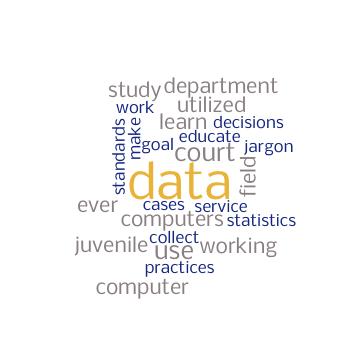 study department
work utilized
learn decisions
standards make educate
goal court jargon
data field
ever cases service
computers statistics
juvenile collect working
use
practices
computer